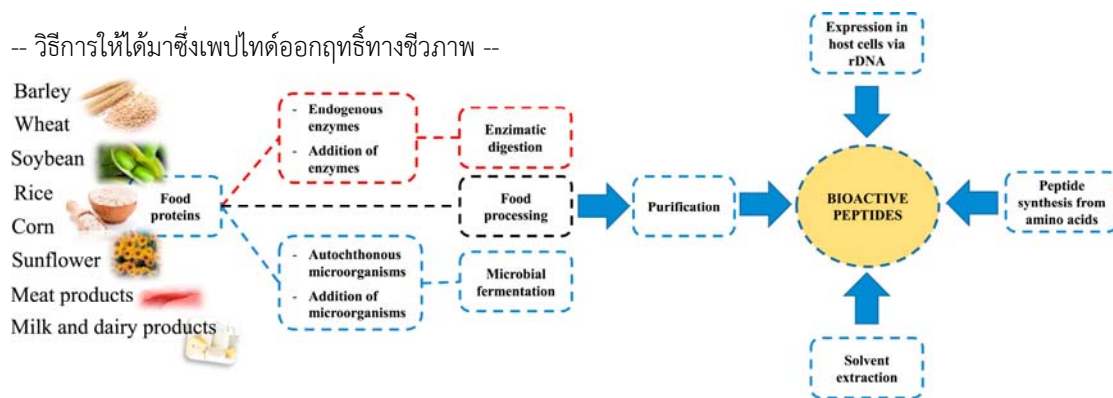 -- วิธีการให้ได้มาซึ่งเพปไทด์ออกฤทธิ์ทางชีวภาพ --
Barley
Wheat
Soybean
Rice
Corn
Sunflower
Meat products
Milk and dairy products
Food
proteins
- Endogenous
enzymes
- Addition of
enzymes
Enzimatic
digestion
Food
processing
- Autochthonous
microorganisms
- Addition of
microorganisms
Microbial
fermentation
Purification
Expression in
host cells via
rDNA
BIOACTIVE
PEPTIDES
Peptide
synthesis from
amino acids
Solvent
extraction